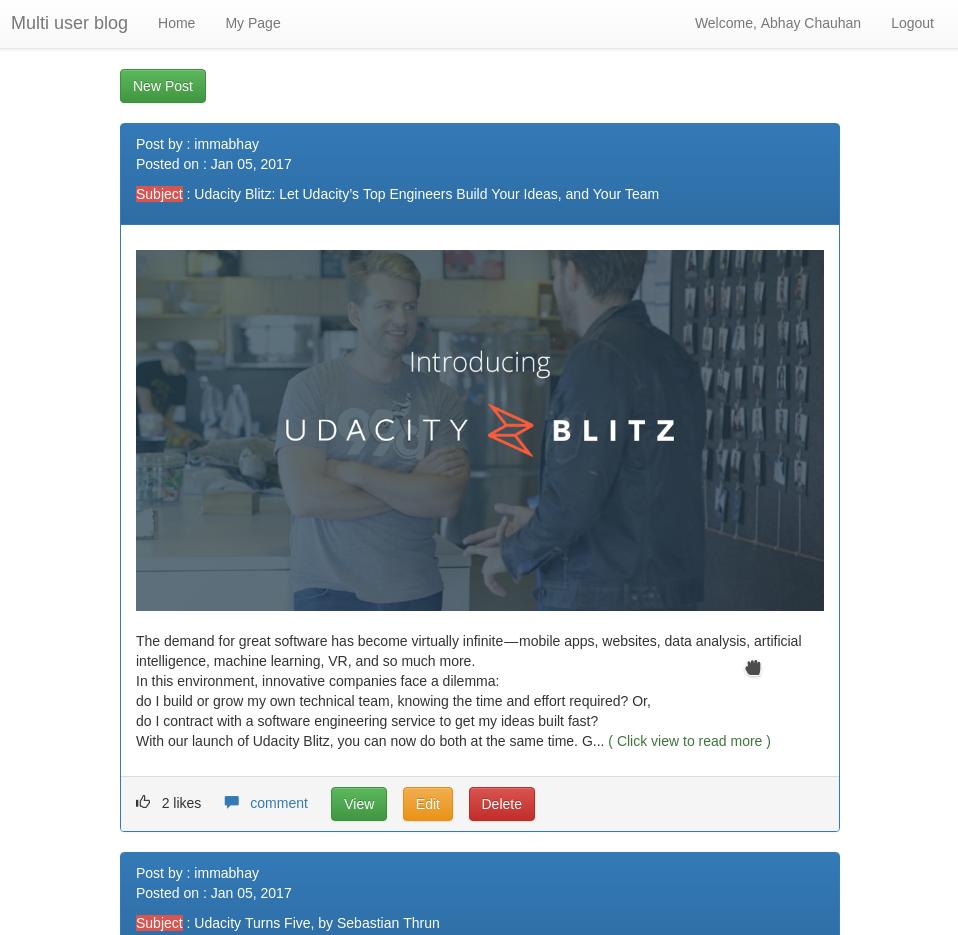 Multi user blog Home My Page Welcome, Abhay Chauhan Logout
New Post
Post by : immabhay
Posted on : Jan 05, 2017
Subject : Udacity Blitz: Let Udacity’s Top Engineers Build Your Ideas, and Your Team
Introducing
UDACITY BLITZ
The demand for great software has become virtually infinite — mobile apps, websites, data analysis, artificial
intelligence, machine learning, VR, and so much more.
In this environment, innovative companies face a dilemma:
do I build or grow my own technical team, knowing the time and effort required? Or,
do I contract with a software engineering service to get my ideas built fast?
With our launch of Udacity Blitz, you can now do both at the same time. G... ( Click view to read more )
2 likes comment View Edit Delete
Post by : immabhay
Posted on : Jan 05, 2017
Subject : Udacity Turns Five, by Sebastian Thrun